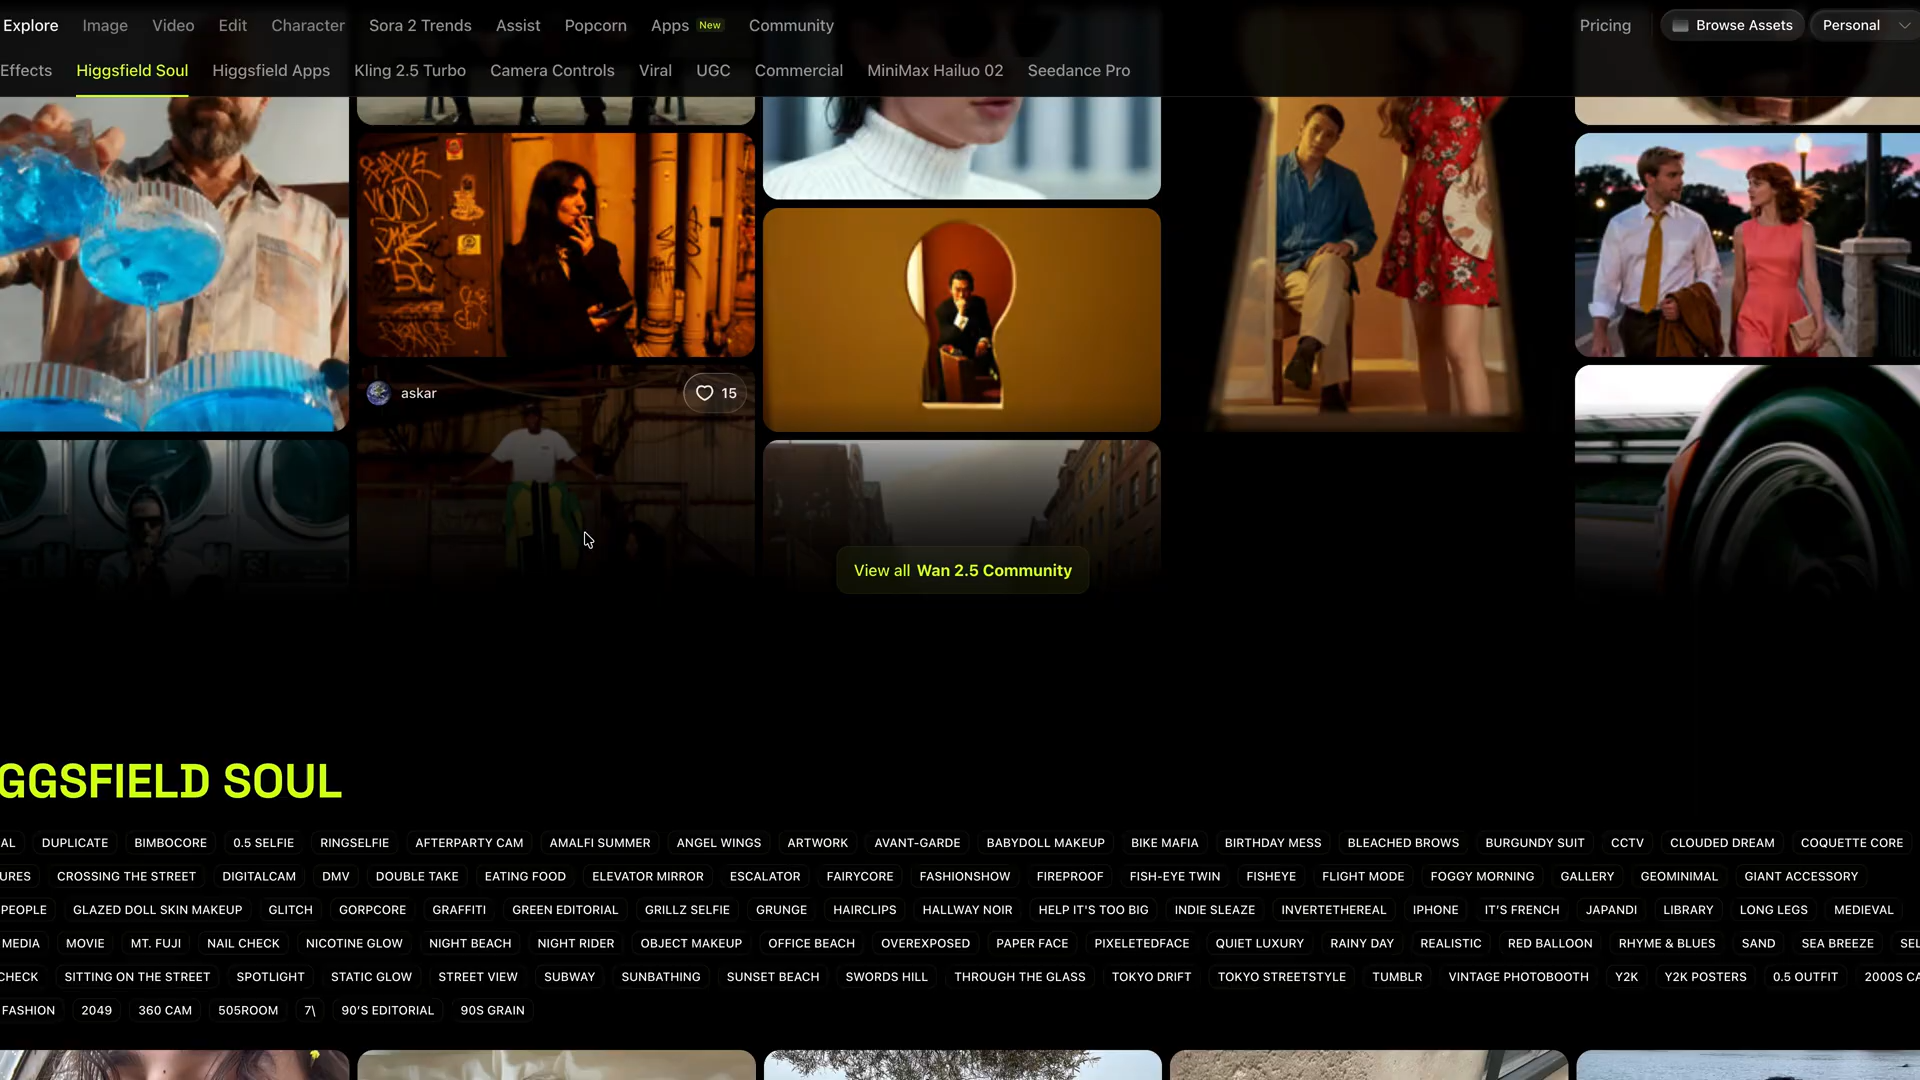 Explore Image Video Edit Character Sora 2 Trends Assist Popcorn Apps New Community Pricing Browse Assets Personal
Effects Higgsfield Soul Higgsfield Apps Kling 2.5 Turbo Camera Controls Viral UGC Commercial MiniMax Hailuo 02 Seedance Pro
askar 15
View all Wan 2.5 Community
GGSFIELD SOUL
AL DUPLICATE BIMBOCORE 0.5 SELFIE RINGSELFIE AFTERPARTY CAM AMALFI SUMMER ANGEL WINGS ARTWORK AVANT-GARDE BABYDOLL MAKEUP BIKE MAFIA BIRTHDAY MESS BLEACHED BROWS BURGUNDY SUIT CCTV CLOUDED DREAM COQUETTE CORE
URES CROSSING THE STREET DIGITALCAM DMV DOUBLE TAKE EATING FOOD ELEVATOR MIRROR ESCALATOR FAIRYCORE FASHIONSHOW FIREPROOF FISH-EYE TWIN FISHEYE FLIGHT MODE FOGGY MORNING GALLERY GEOMINIMAL GIANT ACCESSORY
PEOPLE GLAZED DOLL SKIN MAKEUP GLITCH GORPCORE GRAFFITI GREEN EDITORIAL GRILLZ SELFIE GRUNGE HAIRCLIPS HALLWAY NOIR HELP IT'S TOO BIG INDIE SLEAZE INVERTETHEREAL IPHONE IT’S FRENCH JAPANDI LIBRARY LONG LEGS MEDIEVAL
MEDIA MOVIE MT. FUJI NAIL CHECK NICOTINE GLOW NIGHT BEACH NIGHT RIDER OBJECT MAKEUP OFFICE BEACH OVEREXPOSED PAPER FACE PIXELETEDFACE QUIET LUXURY RAINY DAY REALISTIC RED BALLOON RHYME & BLUES SAND SEA BREEZE SEL
CHECK SITTING ON THE STREET SPOTLIGHT STATIC GLOW STREET VIEW SUBWAY SUNBATHING SUNSET BEACH SWORDS HILL THROUGH THE GLASS TOKYO DRIFT TOKYO STREETSTYLE TUMBLR VINTAGE PHOTOBOOTH Y2K Y2K POSTERS 0.5 OUTFIT 2000S CA
FASHION 2049 360 CAM 505ROOM 7\ 90’S EDITORIAL 90S GRAIN